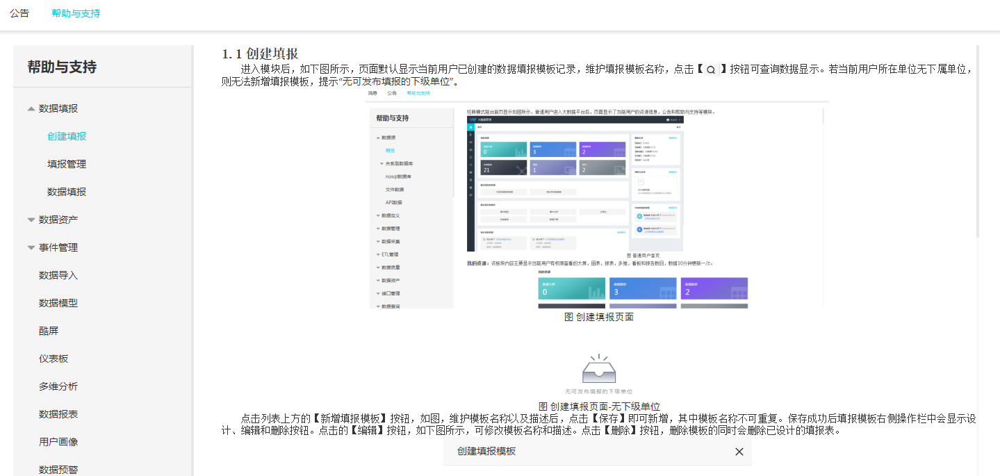 公告
帮助与支持
帮助与支持
数据填报
创建填报
填报管理
数据填报
数据资产
事件管理
数据导入
数据模型
酷屏
仪表板
多维分析
数据报表
用户画像
数据预警
1. 1 创建填报
进入模块后，如下图所示，页面默认显示当前用户已创建的数据填报模板记录，维护填报模板名称，点击【 】按钮可查询数据显示。若当前用户所在单位无下属单位，
则无法新增填报模板，提示“无可发布填报的下级单位”。
消息
公告
帮助与支持
帮助与支持
数据源
概览
关系型数据库
nosql数据库
文件数据
API数据
数据定义
数据管理
数据采集
ETL管理
数据质量
数据资产
接口管理
数据查询
经典模式前台首页显示如图所示，普通用户进入大数据平台后，页面显示了当前用户的资源信息，公告和帮助与支持等模块。
0
3
2
21
1
2
图 普通用户首页
我的资源：该板块内容主要显示当前用户有权限查看的大屏，图表，报表，多维，看板和报告数目，数据10分钟更新一次。
我的资源
0
3
2
图 创建填报页面
无可发布填报的下级单位
图 创建填报页面-无下级单位
点击列表上方的【新增填报模板】按钮，如图，维护模板名称以及描述后，点击【保存】即可新增，其中模板名称不可重复。保存成功后填报模板右侧操作栏中会显示设
计、编辑和删除按钮。点击的【编辑】按钮，如下图所示，可修改模板名称和描述。点击【删除】按钮，删除模板的同时会删除已设计的填报表。
创建填报模板